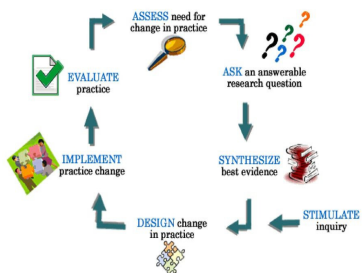 ASSESS need for
change in practice
ASK an answerable
research question
SYNTHESIZE
best evidence
STIMULATE
inquiry
DESIGN change
in practice
IMPLEMENT
practice change
EVALUATE
practice